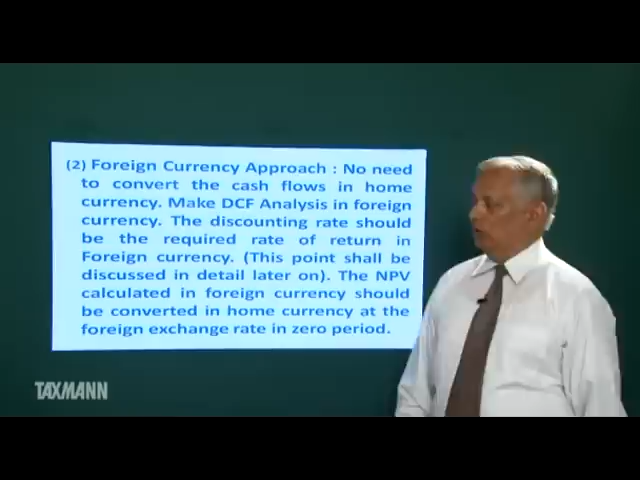 (2) Foreign Currency Approach : No need
to convert the cash flows in home
currency. Make DCF Analysis in foreign
currency. The discounting rate should
be the required rate of return in
Foreign currency. (This point shall be
discussed in detail later on). The NPV
calculated in foreign currency should
be converted in home currency at the
foreign exchange rate in zero period.
TAXMANN